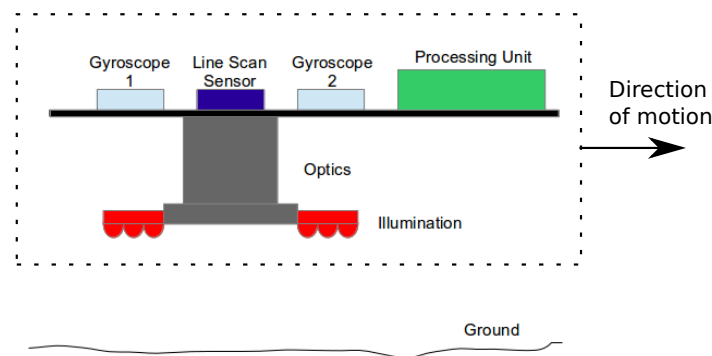 Gyroscope
1
Line Scan
Sensor
Gyroscope
2
Processing Unit
Direction
of motion
Optics
Illumination
Ground